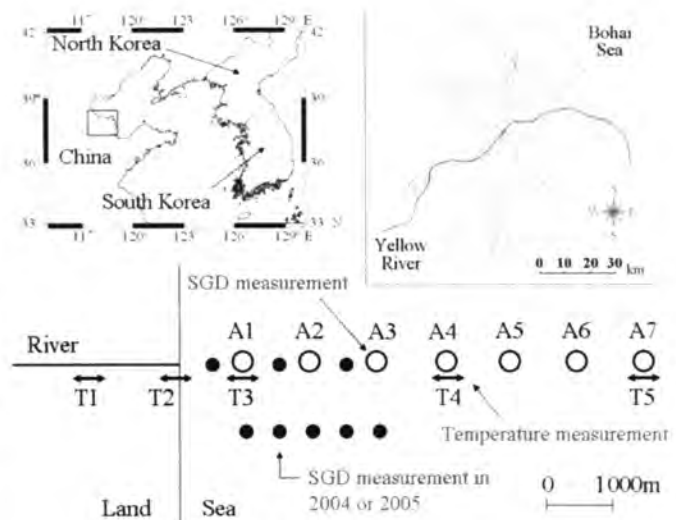 117°
120°
123°
126°
129° E
42
42
North Korea
39°
39
China
36
36
South Korea
33
33
117°
120°
123°
126°
129° E
Bohai
Sea
Yellow
River
0 10 20 30 km
SGD measurement
A1 A2 A3 A4 A5 A6 A7
River
T1 T2 T3 T4 T5
Temperature measurement
SGD measurement in
2004 or 2005
0 1000m
Land Sea